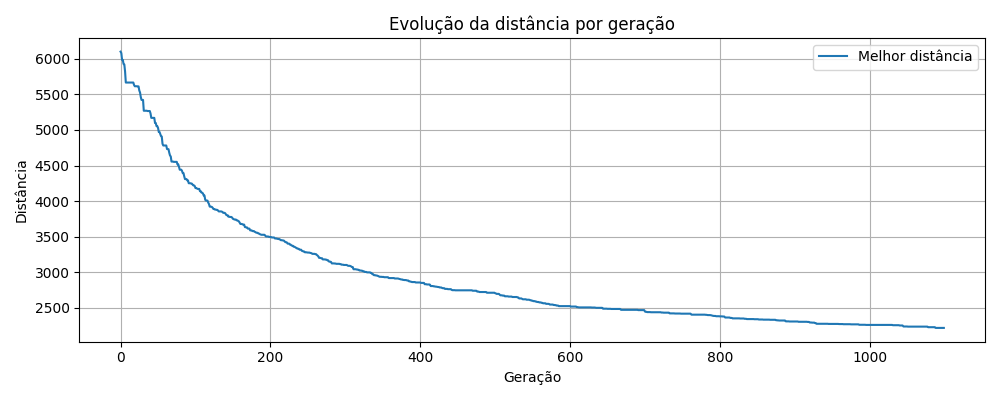 Evolução da distância por geração
Melhor distância
6000
5500
5000
4500
4000
3500
3000
2500
Distância
0 200 400 600 800 1000
Geração